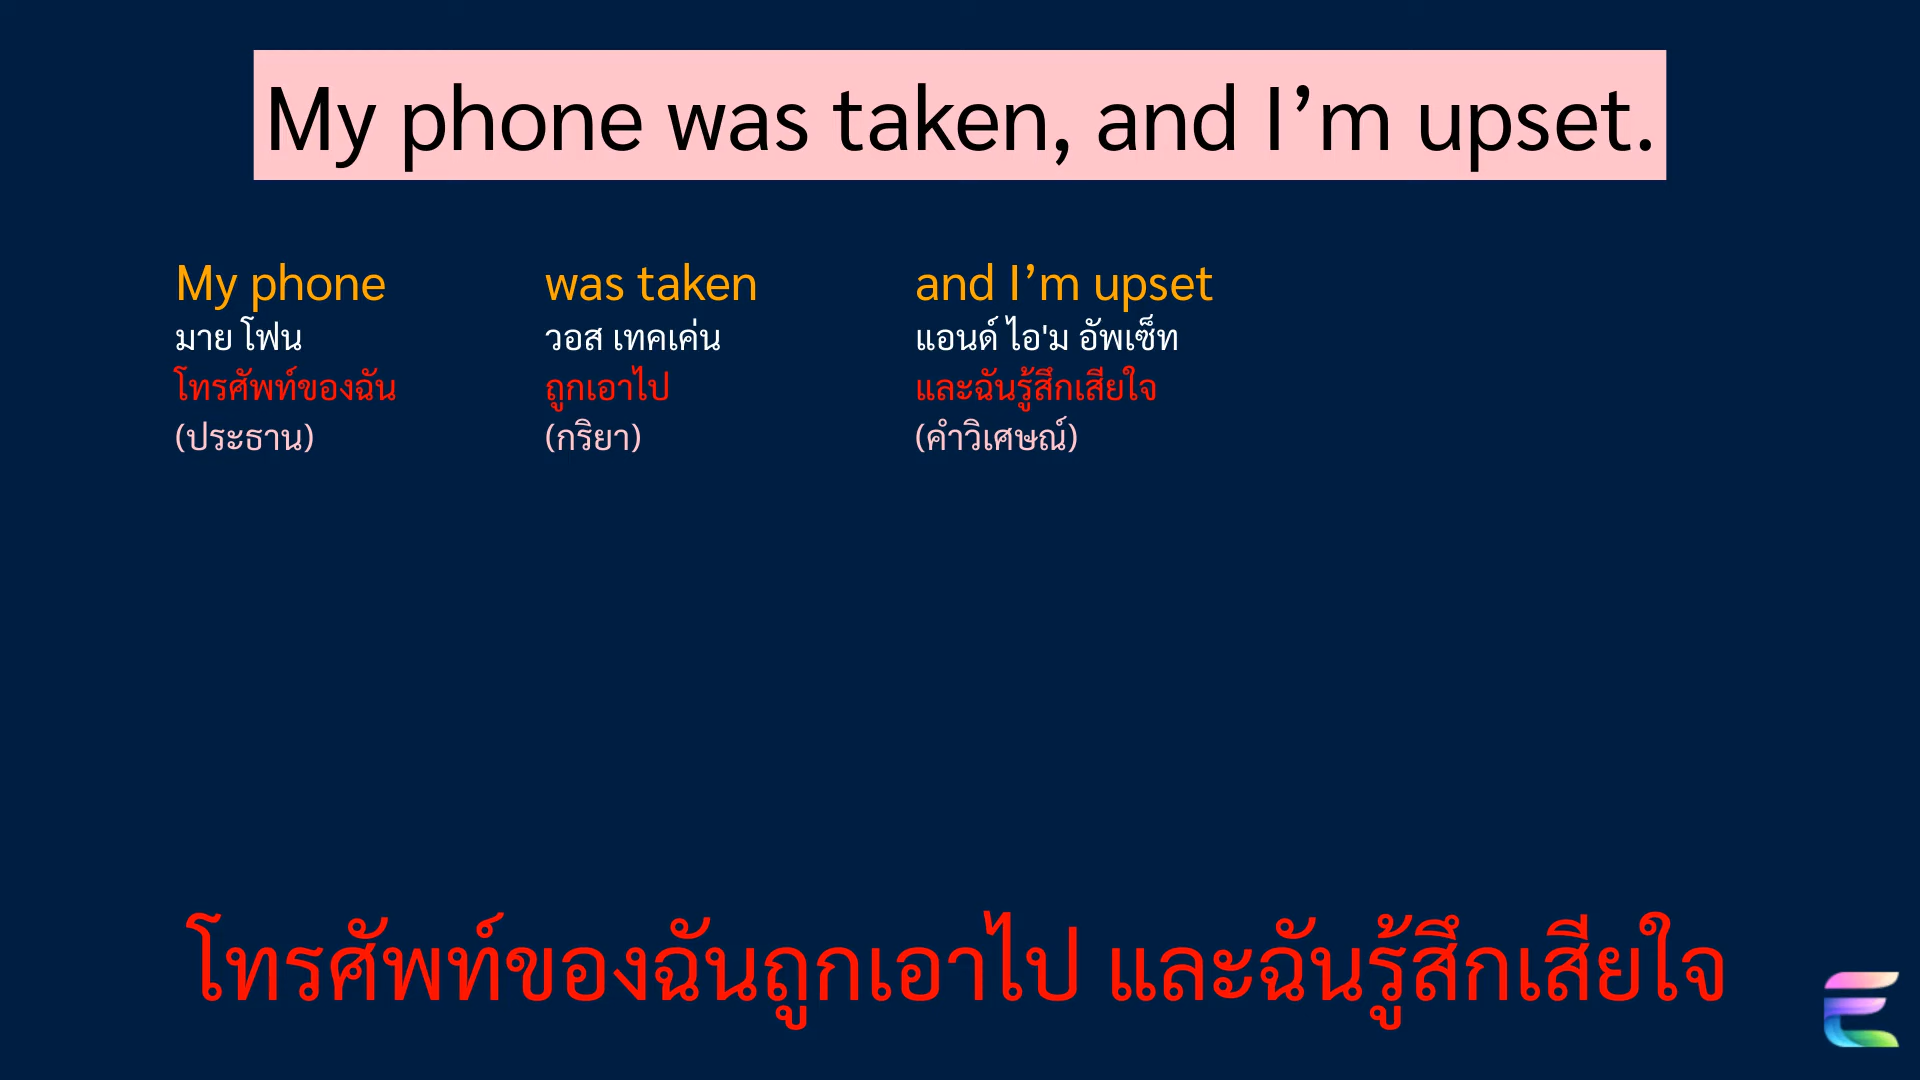 My phone was taken, and I’m upset.
My phone was taken and I’m upset
มาย โฟน วอส เทคเค่น แอนด์ ไอ'ม อัพเซ็ท
โทรศัพท์ของฉัน ถูกเอาไป และฉันรู้สึกเสียใจ
(ประธาน) (กริยา) (คำวิเศษณ์)
โทรศัพท์ของฉันถูกเอาไป และฉันรู้สึกเสียใจ